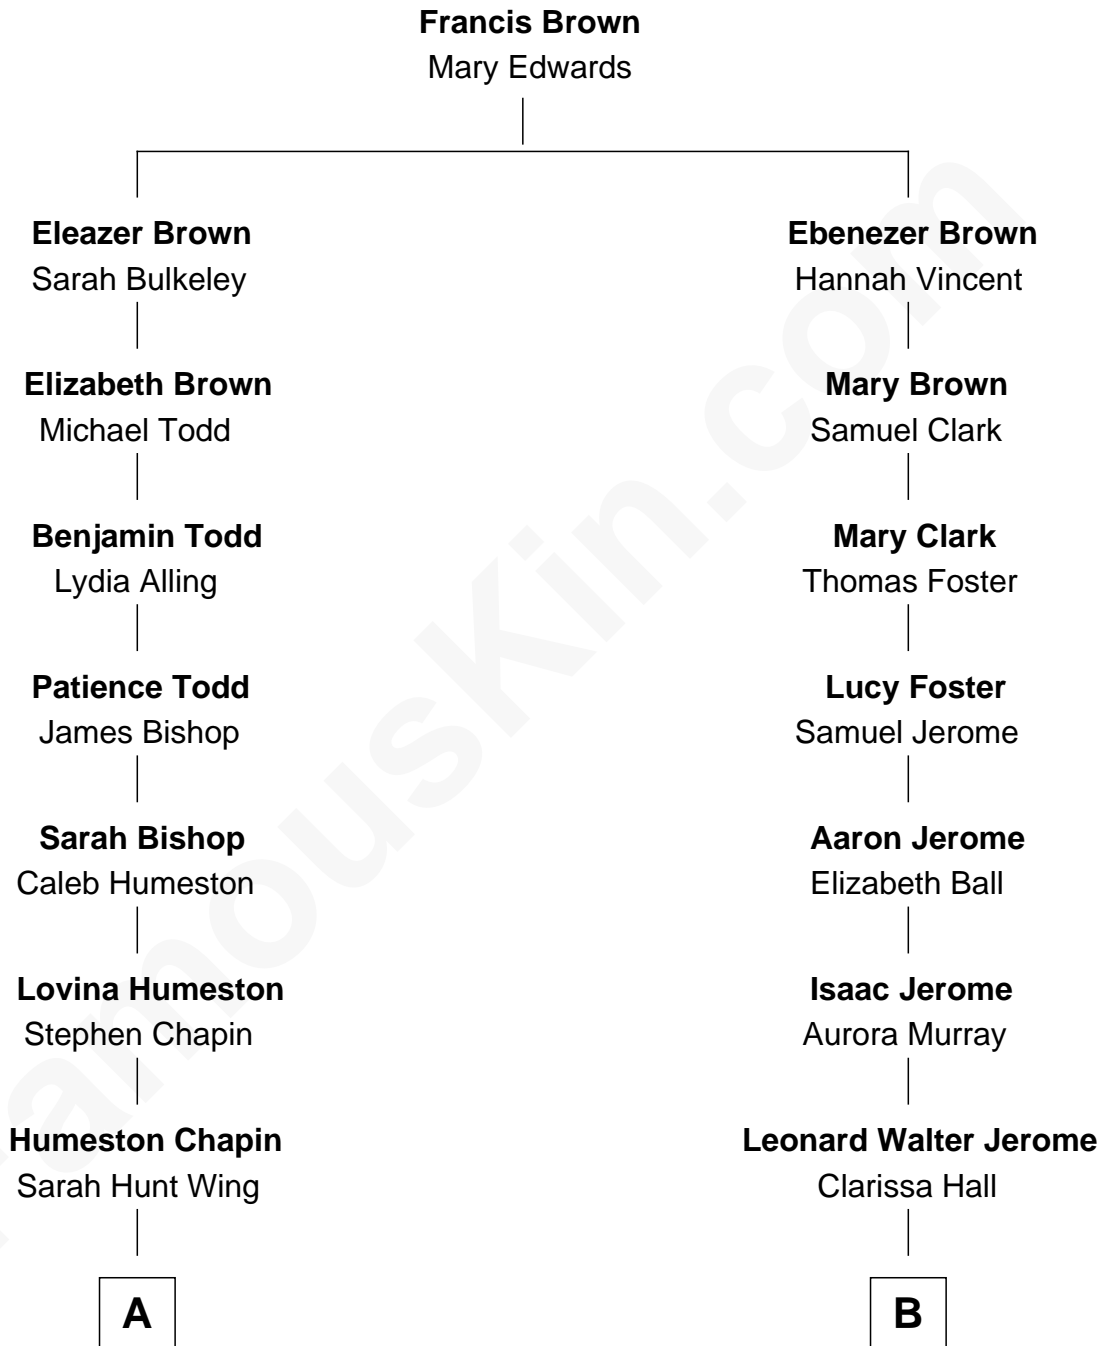 Francis Brown
Mary Edwards
Eleazer Brown
Sarah Bulkeley
Ebenezer Brown
Hannah Vincent
Elizabeth Brown
Michael Todd
Mary Brown
Samuel Clark
Benjamin Todd
Lydia Alling
Mary Clark
Thomas Foster
Patience Todd
James Bishop
Lucy Foster
Samuel Jerome
Sarah Bishop
Caleb Humeston
Aaron Jerome
Elizabeth Ball
Lovina Humeston
Stephen Chapin
Isaac Jerome
Aurora Murray
Humeston Chapin
Sarah Hunt Wing
Leonard Walter Jerome
Clarissa Hall
A
B
FamousKin.com